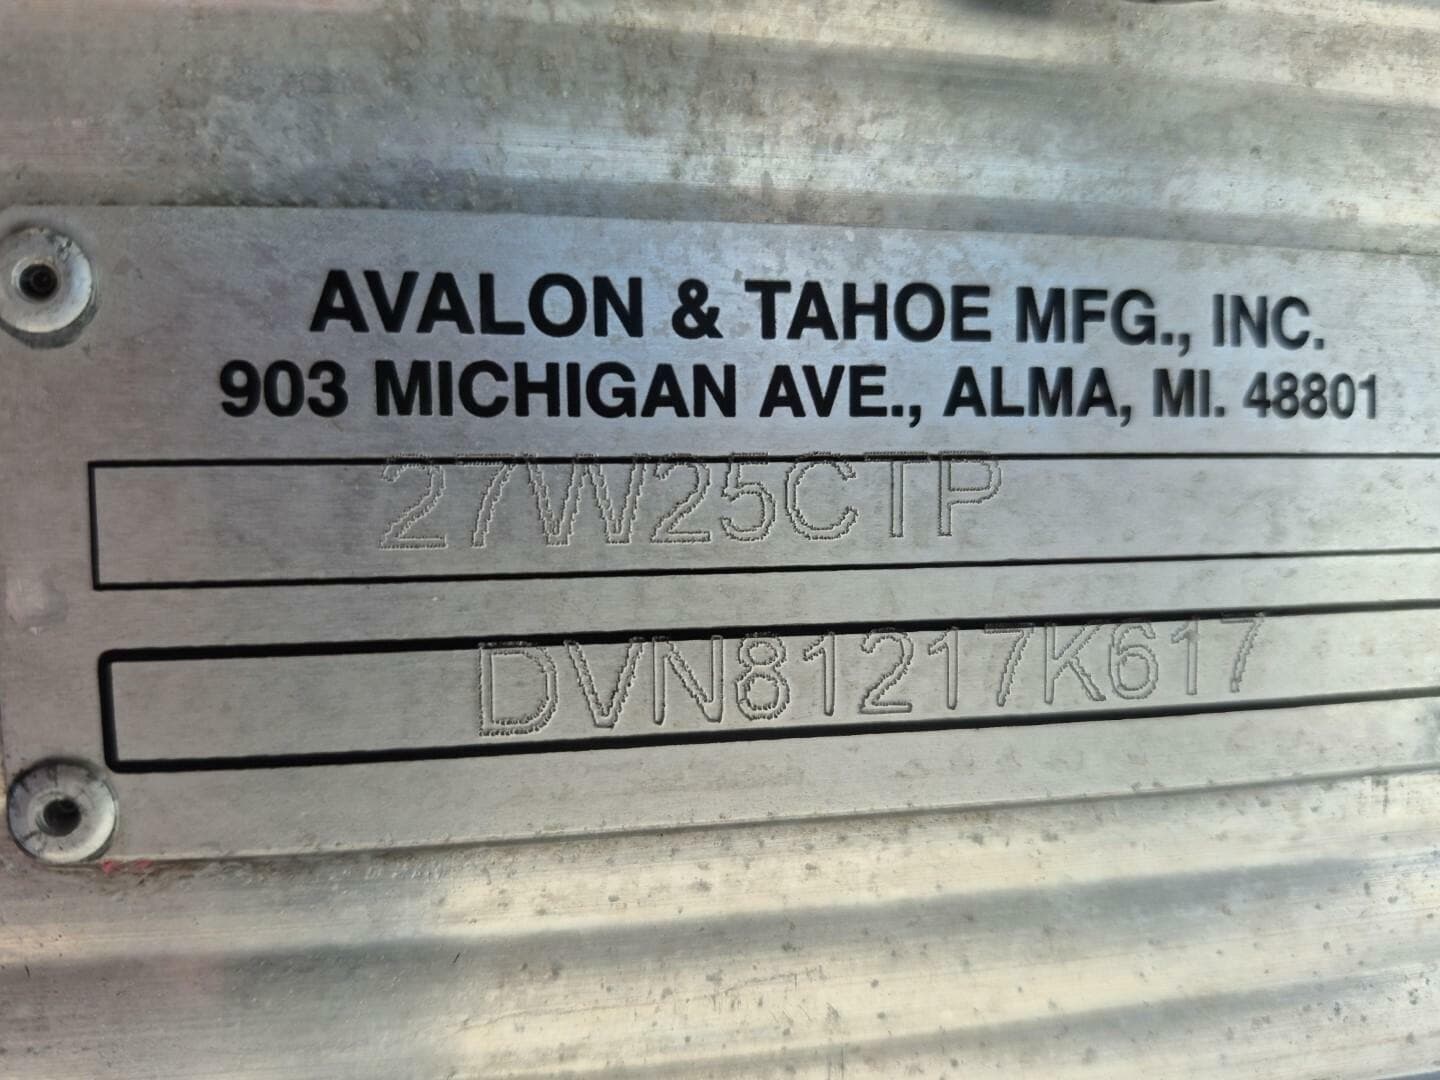 AVALON & TAHOE MFG., INC.
903 MICHIGAN AVE., ALMA, MI. 48801
27W25CTP
DVN81217K617